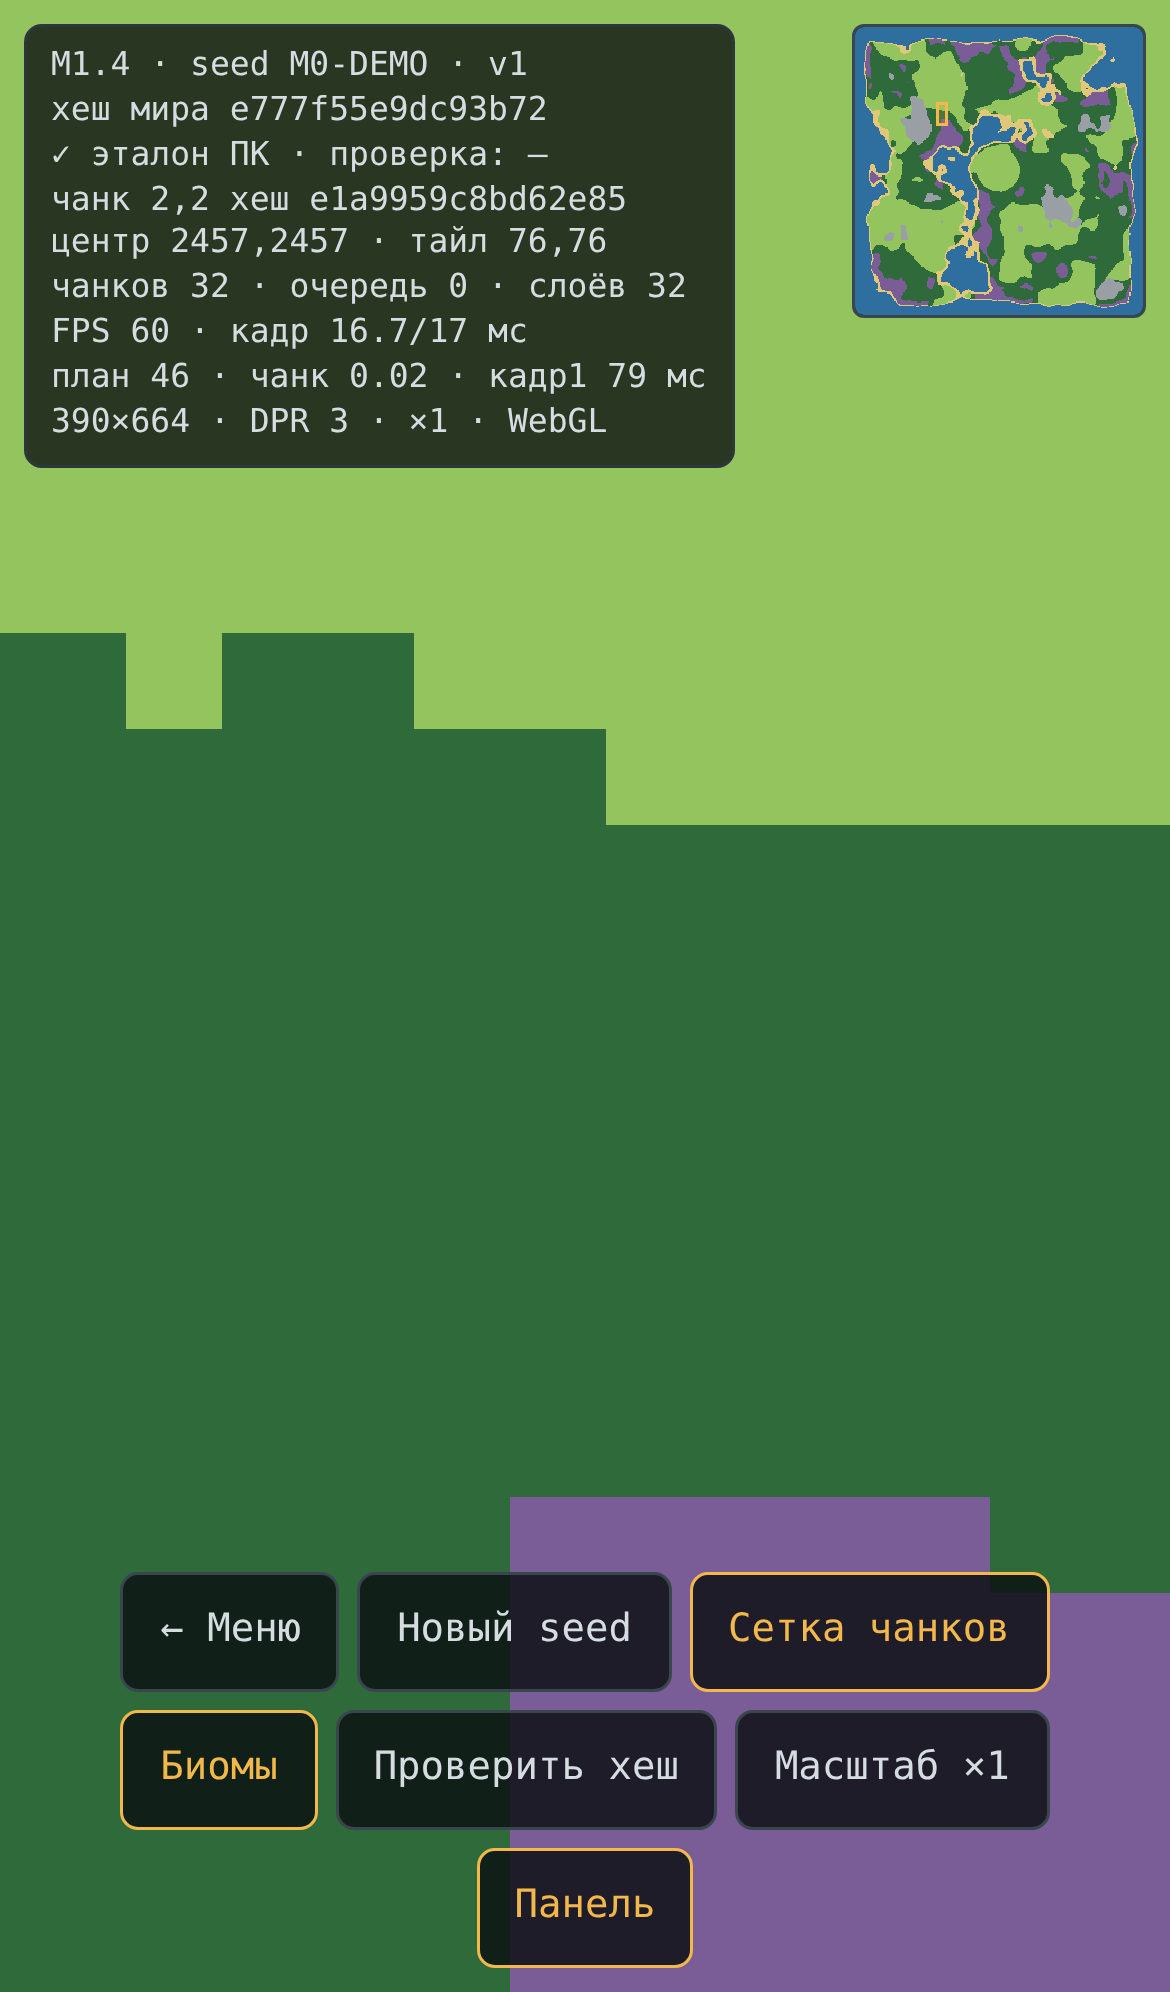 M1.4 · seed M0-DEMO · v1
хеш мира e777f55e9dc93b72
✓ эталон ПК · проверка: —
чанк 2,2 хеш e1a9959c8bd62e85
центр 2457,2457 · тайл 76,76
чанков 32 · очередь 0 · слоёв 32
FPS 60 · кадр 16.7/17 мс
план 46 · чанк 0.02 · кадр1 79 мс
390×664 · DPR 3 · ×1 · WebGL
← Меню
Новый seed
Сетка чанков
Биомы
Проверить хеш
Масштаб ×1
Панель